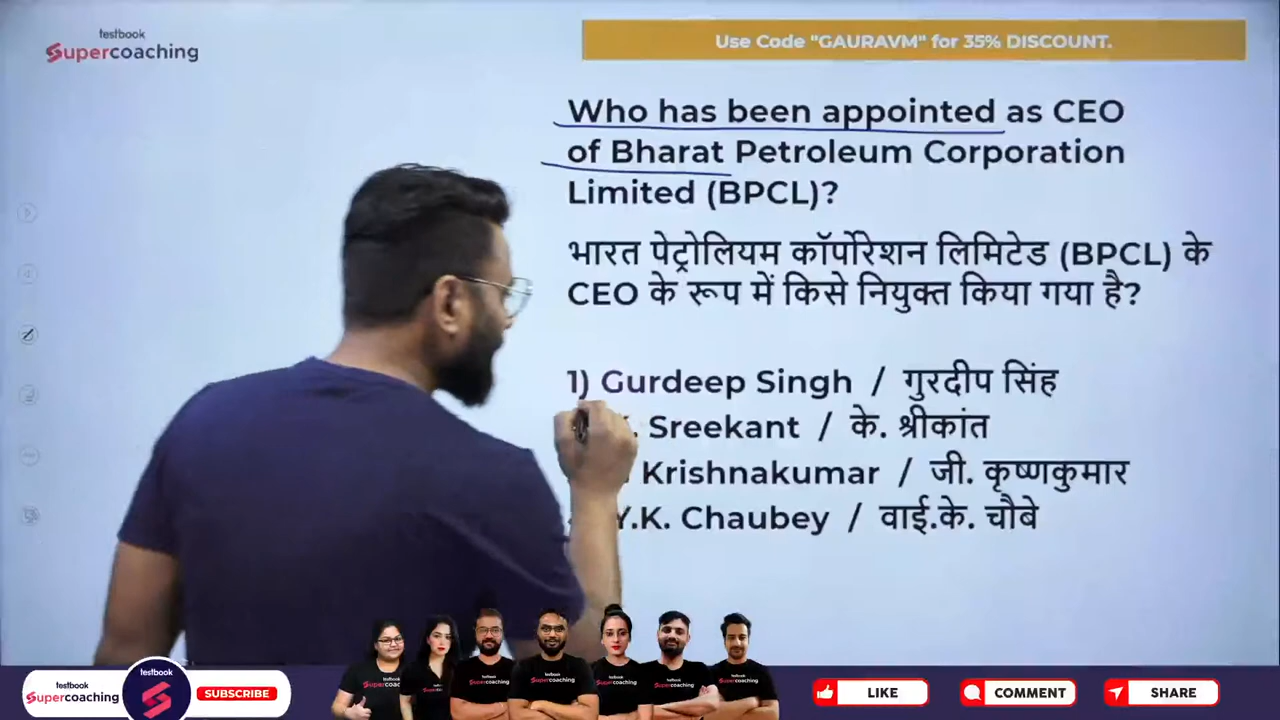 testbook
Supercoaching
Use Code "GAURAVM" for 35% DISCOUNT.
Who has been appointed as CEO
of Bharat Petroleum Corporation
Limited (BPCL)?
भारत पेट्रोलियम कॉर्पोरेशन लिमिटेड (BPCL) के
CEO के रूप में किसे नियुक्त किया गया है?
1) Gurdeep Singh / गुरदीप सिंह
Sreekant / के. श्रीकांत
Krishnakumar / जी. कृष्णकुमार
Y.K. Chaubey / वाई.के. चौबे
testbook
Supercoaching
testbook
SUBSCRIBE
LIKE
COMMENT
SHARE